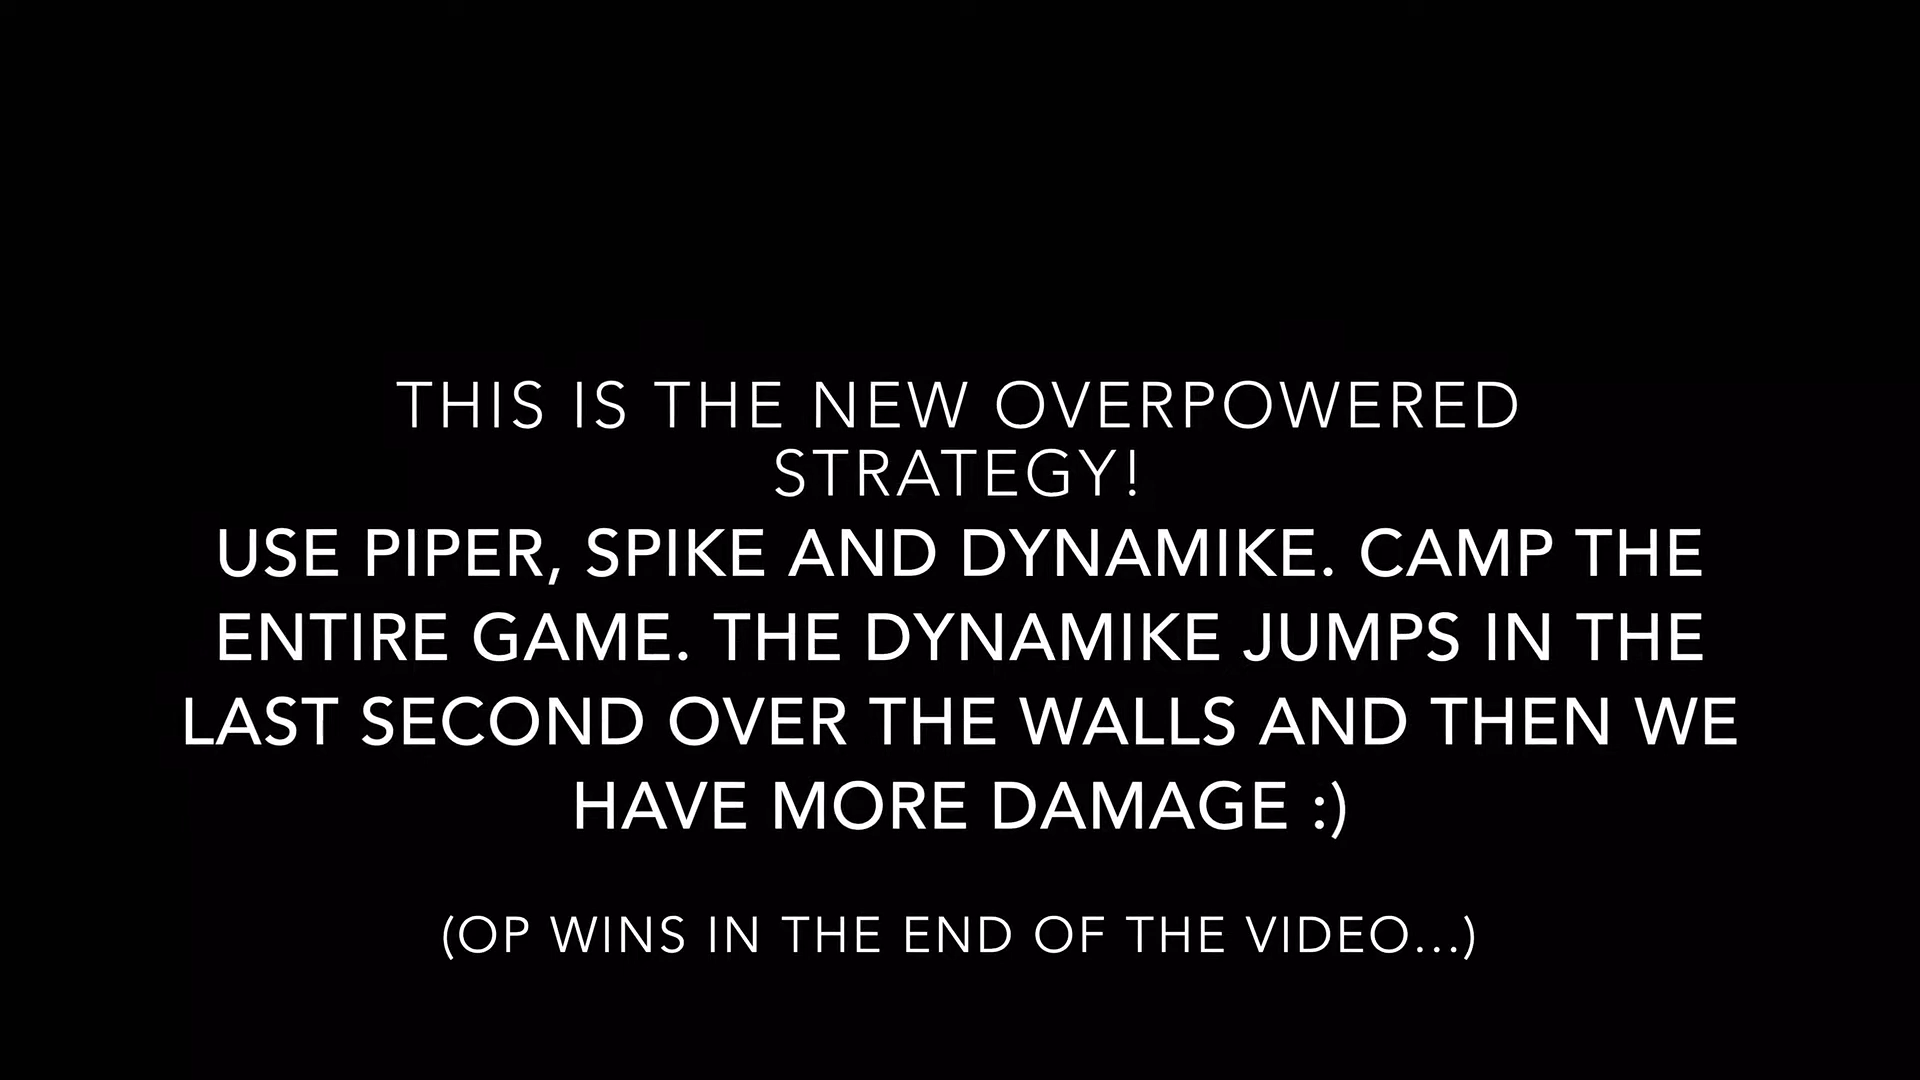 THIS IS THE NEW OVERPOWERED
STRATEGY!
USE PIPER, SPIKE AND DYNAMIKE. CAMP THE
ENTIRE GAME. THE DYNAMIKE JUMPS IN THE
LAST SECOND OVER THE WALLS AND THEN WE
HAVE MORE DAMAGE :)
(OP WINS IN THE END OF THE VIDEO...)